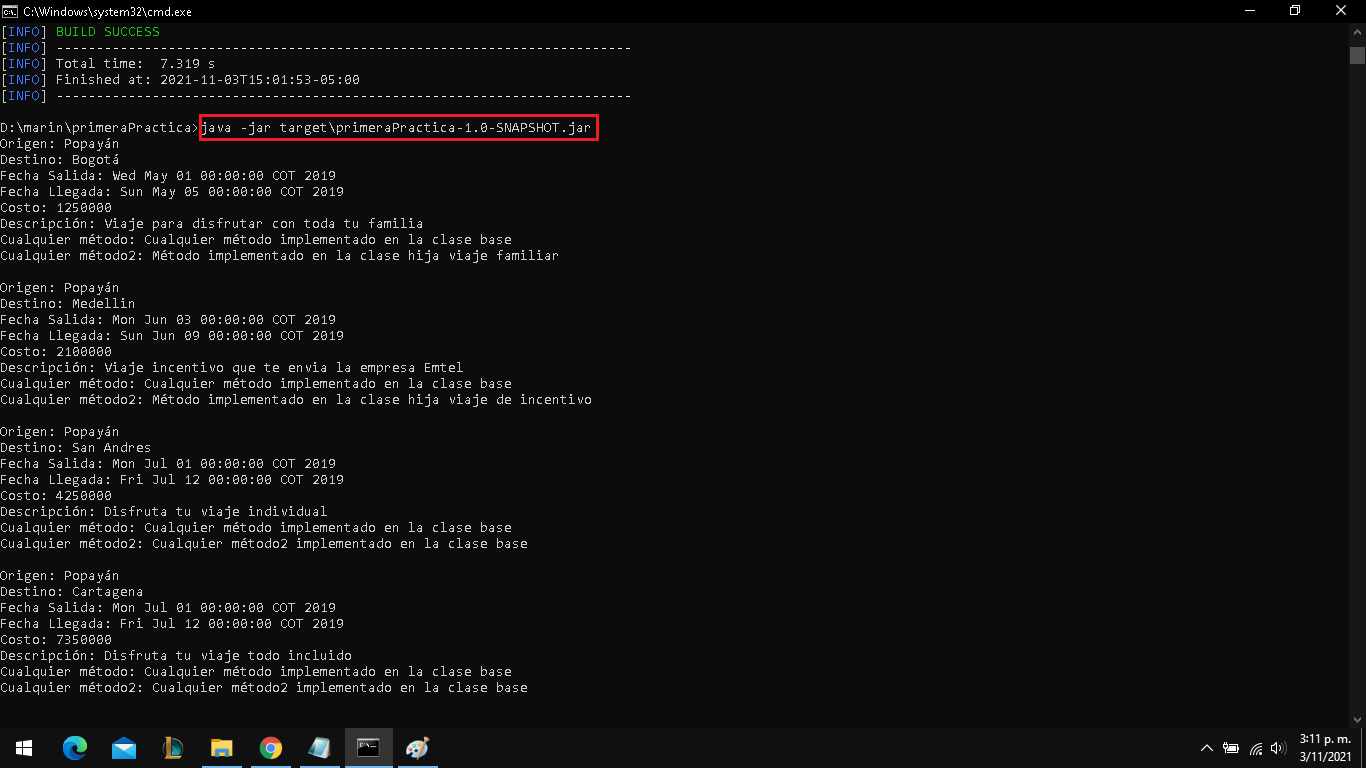 C:\Windows\system32\cmd.exe
[INFO] BUILD SUCCESS
[INFO] ------------------------------------------------------------------------
[INFO] Total time:  7.319 s
[INFO] Finished at: 2021-11-03T15:01:53-05:00
[INFO] ------------------------------------------------------------------------
D:\marin\primeraPractica>java -jar target\primeraPractica-1.0-SNAPSHOT.jar
Origen: Popayán
Destino: Bogotá
Fecha Salida: Wed May 01 00:00:00 COT 2019
Fecha Llegada: Sun May 05 00:00:00 COT 2019
Costo: 1250000
Descripción: Viaje para disfrutar con toda tu familia
Cualquier método: Cualquier método implementado en la clase base
Cualquier método2: Método implementado en la clase hija viaje familiar
Origen: Popayán
Destino: Medellin
Fecha Salida: Mon Jun 03 00:00:00 COT 2019
Fecha Llegada: Sun Jun 09 00:00:00 COT 2019
Costo: 2100000
Descripción: Viaje incentivo que te envia la empresa Emtel
Cualquier método: Cualquier método implementado en la clase base
Cualquier método2: Método implementado en la clase hija viaje de incentivo
Origen: Popayán
Destino: San Andres
Fecha Salida: Mon Jul 01 00:00:00 COT 2019
Fecha Llegada: Fri Jul 12 00:00:00 COT 2019
Costo: 4250000
Descripción: Disfruta tu viaje individual
Cualquier método: Cualquier método implementado en la clase base
Cualquier método2: Cualquier método2 implementado en la clase base
Origen: Popayán
Destino: Cartagena
Fecha Salida: Mon Jul 01 00:00:00 COT 2019
Fecha Llegada: Fri Jul 12 00:00:00 COT 2019
Costo: 7350000
Descripción: Disfruta tu viaje todo incluido
Cualquier método: Cualquier método implementado en la clase base
Cualquier método2: Cualquier método2 implementado en la clase base
3:11 p. m.
3/11/2021